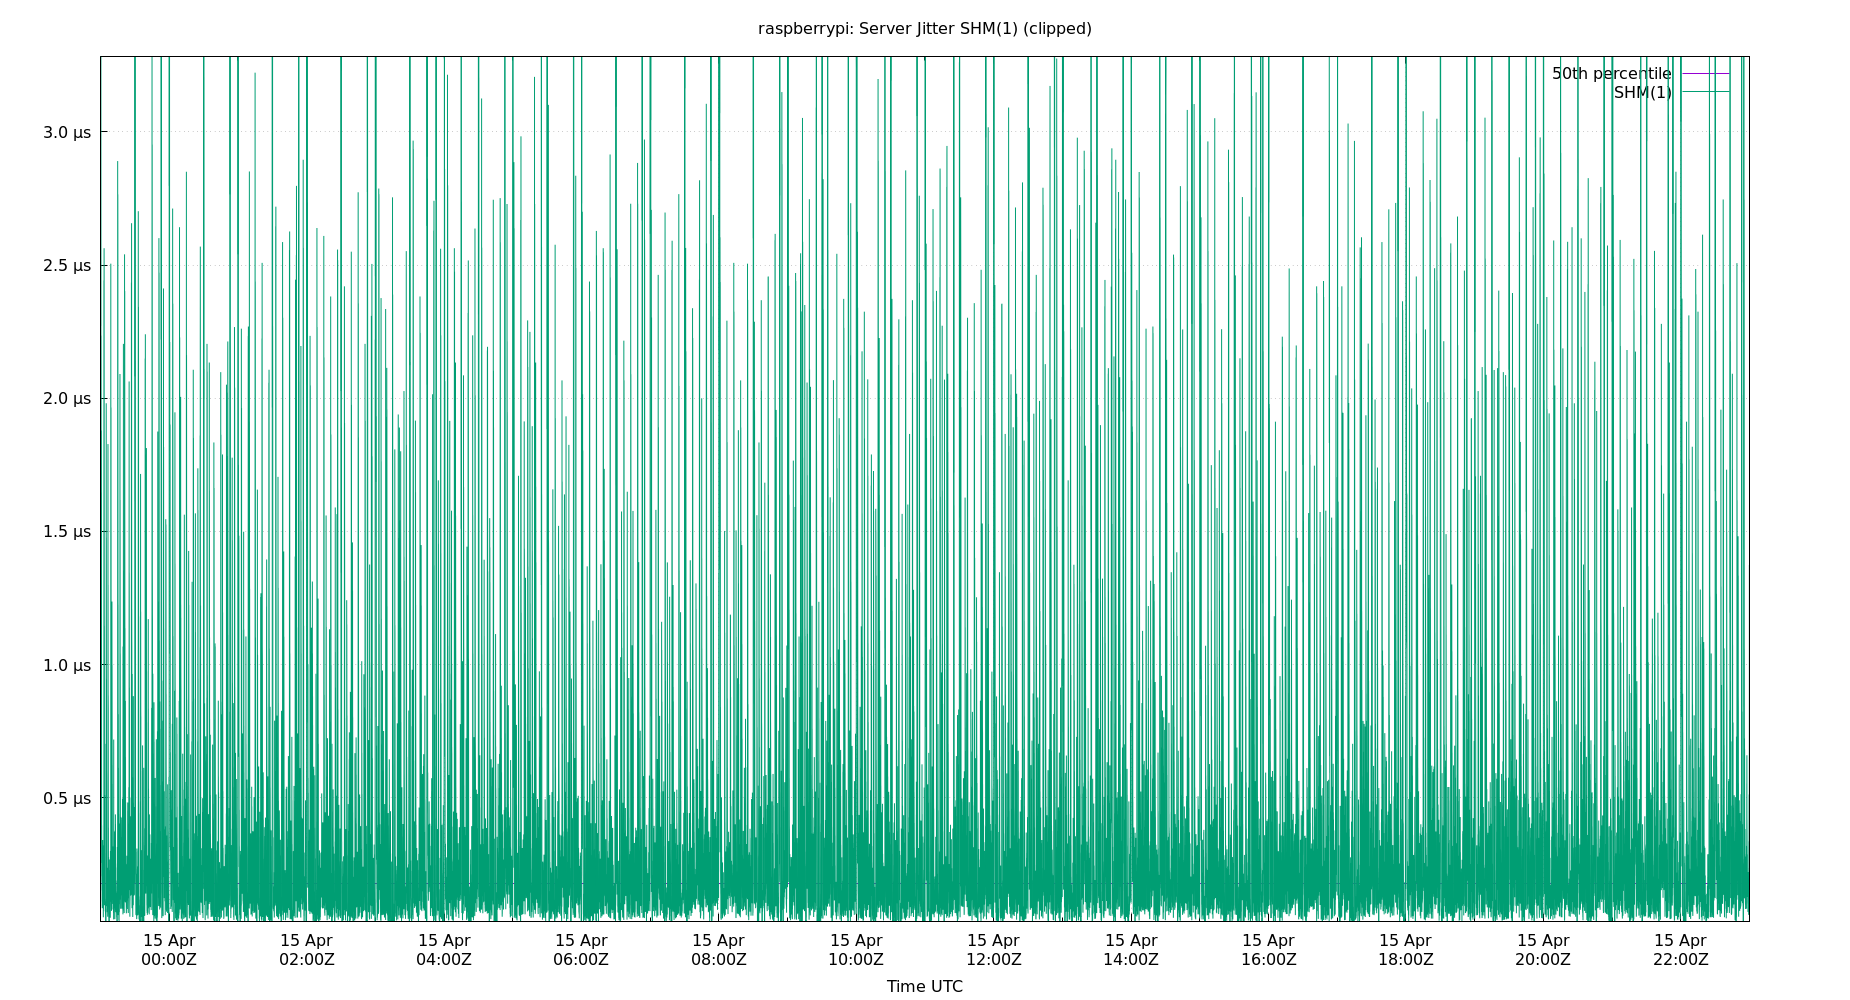 raspberrypi: Server Jitter SHM(1) (clipped)
50th percentile
SHM(1)
3.0 µs
2.5 µs
2.0 µs
1.5 µs
1.0 µs
0.5 µs
15 Apr 15 Apr 15 Apr 15 Apr 15 Apr 15 Apr 15 Apr 15 Apr 15 Apr 15 Apr 15 Apr 15 Apr
00:00Z 02:00Z 04:00Z 06:00Z 08:00Z 10:00Z 12:00Z 14:00Z 16:00Z 18:00Z 20:00Z 22:00Z
Time UTC